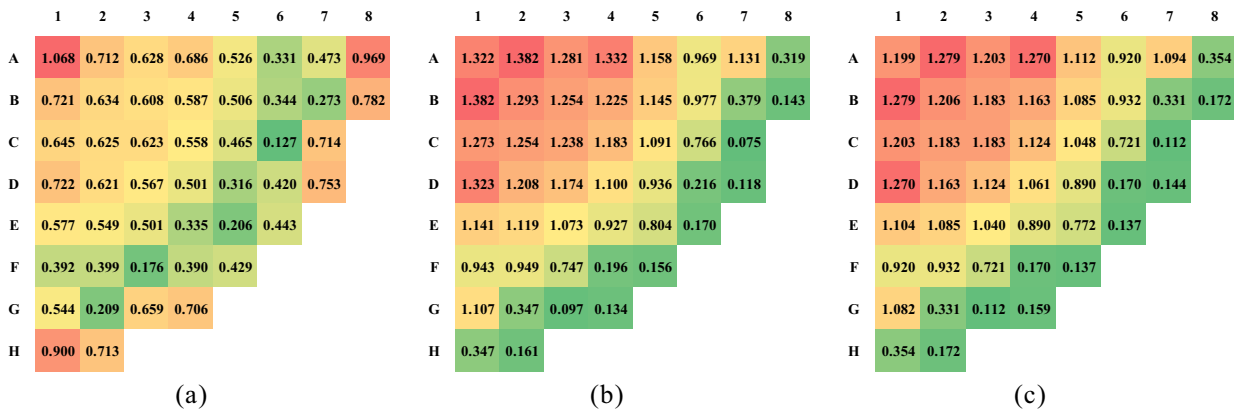 1 2 3 4 5 6 7 8 1 2 3 4 5 6 7 8 1 2 3 4 5 6 7 8
A 1.068 0.712 0.628 0.686 0.526 0.331 0.473 0.969 A 1.322 1.382 1.281 1.332 1.158 0.969 1.131 0.319 A 1.199 1.279 1.203 1.270 1.112 0.920 1.094 0.354
B 0.721 0.634 0.608 0.587 0.506 0.344 0.273 0.782 B 1.382 1.293 1.254 1.225 1.145 0.977 0.379 0.143 B 1.279 1.206 1.183 1.163 1.085 0.932 0.331 0.172
C 0.645 0.625 0.623 0.558 0.465 0.127 0.714 C 1.273 1.254 1.238 1.183 1.091 0.766 0.075 C 1.203 1.183 1.183 1.124 1.048 0.721 0.112
D 0.722 0.621 0.567 0.501 0.316 0.420 0.753 D 1.323 1.208 1.174 1.100 0.936 0.216 0.118 D 1.270 1.163 1.124 1.061 0.890 0.170 0.144
E 0.577 0.549 0.501 0.335 0.206 0.443 E 1.141 1.119 1.073 0.927 0.804 0.170 E 1.104 1.085 1.040 0.890 0.772 0.137
F 0.392 0.399 0.176 0.390 0.429 F 0.943 0.949 0.747 0.196 0.156 F 0.920 0.932 0.721 0.170 0.137
G 0.544 0.209 0.659 0.706 G 1.107 0.347 0.097 0.134 G 1.082 0.331 0.112 0.159
H 0.900 0.713 H 0.347 0.161 H 0.354 0.172
(a) (b) (c)